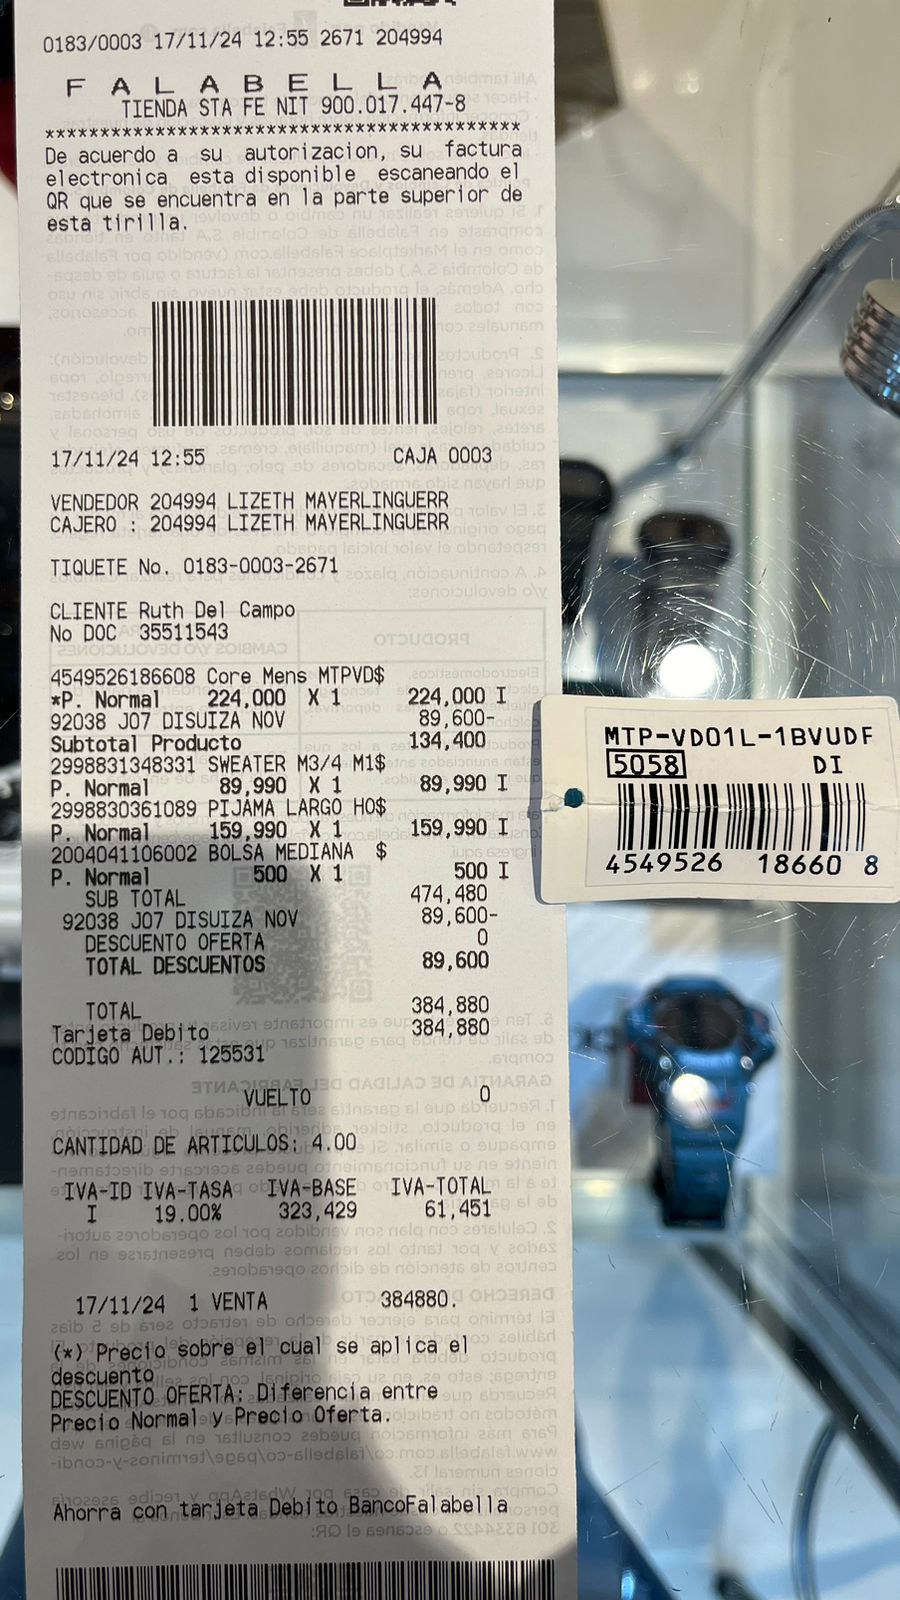 0183/0003 17/11/24 12:55 2671 204994
F A L A B E L L A
TIENDA STA FE NIT 900.017.447-8
*******************************************
De acuerdo a su autorizacion, su factura
electronica esta disponible escaneando el
QR que se encuentra en la parte superior de
esta tirilla.
17/11/24 12:55 CAJA 0003
VENDEDOR 204994 LIZETH MAYERLINGUERR
CAJERO : 204994 LIZETH MAYERLINGUERR
TIQUETE No. 0183-0003-2671
CLIENTE Ruth Del Campo
No DOC 35511543
4549526186608 Core Mens MTPVD$
*P. Normal 224,000 X 1 224,000 I
92038 J07 DISUIZA NOV 89,600-
Subtotal Producto 134,400
2998831348331 SWEATER M3/4 M1$
P. Normal 89,990 X 1 89,990 I
2998830361089 PIJAMA LARGO HO$
P. Normal 159,990 X 1 159,990 I
2004041106002 BOLSA MEDIANA $
P. Normal 500 X 1 500 I
SUB TOTAL 474,480
92038 J07 DISUIZA NOV 89,600-
DESCUENTO OFERTA 0
TOTAL DESCUENTOS 89,600
TOTAL 384,880
Tarjeta Debito 384,880
CODIGO AUT.: 125531
VUELTO 0
CANTIDAD DE ARTICULOS: 4.00
IVA-ID IVA-TASA IVA-BASE IVA-TOTAL
I 19.00% 323,429 61,451
17/11/24 1 VENTA 384880.
(*) Precio sobre el cual se aplica el
descuento
DESCUENTO OFERTA: Diferencia entre
Precio Normal y Precio Oferta.
Ahorra con tarjeta Debito BancoFalabella
MTP-VD01L-1BVUDF
5058 DI
4549526 18660 8